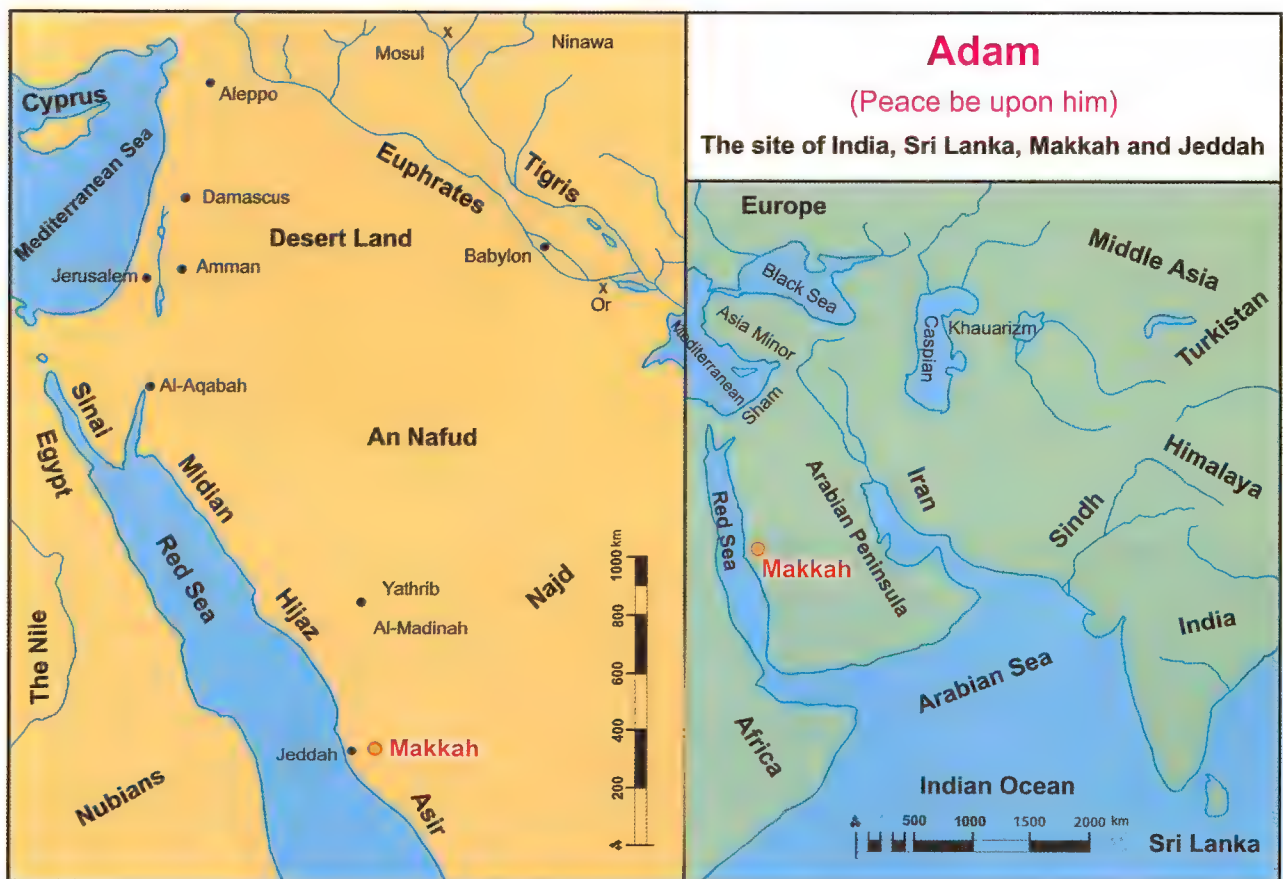 Adam
(Peace be upon him)
The site of India, Sri Lanka, Makkah and Jeddah
Mosul
x
Ninawa
Cyprus
Aleppo
Mediterranean Sea
Euphrates
Tigris
Damascus
Desert Land
Babylon
Jerusalem
Amman
x
Or
Al-Aqabah
Sinai
Egypt
An Nafud
Midian
Red Sea
Hijaz
Yathrib
Al-Madinah
Najd
The Nile
Jeddah
Makkah
Nubians
Asir
1000 km
800
600
400
200
Europe
Middle Asia
Black Sea
Asia Minor
Caspian
Khauarizm
Turkistan
Mediterranean
Sham
Himalaya
Iran
Sindh
Arabian Peninsula
Red Sea
Makkah
India
Arabian Sea
Africa
Indian Ocean
500 1000 1500 2000 km
Sri Lanka